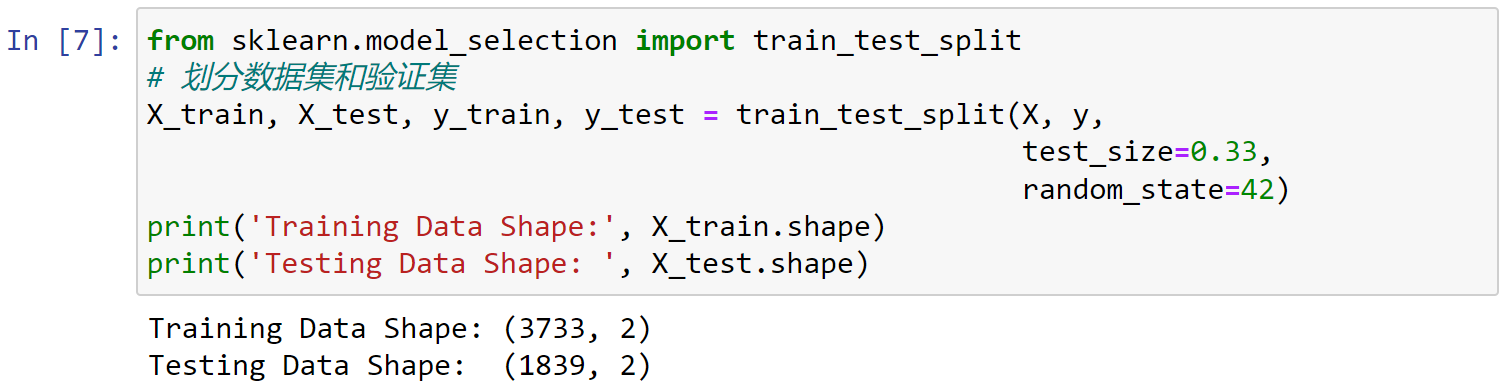 In [7]: from sklearn.model_selection import train_test_split
# 划分数据集和验证集
X_train, X_test, y_train, y_test = train_test_split(X, y,
test_size=0.33,
random_state=42)
print('Training Data Shape:', X_train.shape)
print('Testing Data Shape: ', X_test.shape)
Training Data Shape: (3733, 2)
Testing Data Shape:  (1839, 2)